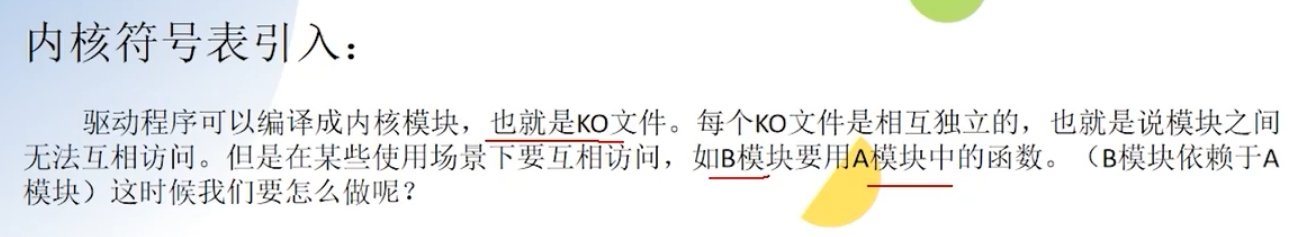 内核符号表引入：
驱动程序可以编译成内核模块，也就是KO文件。每个KO文件是相互独立的，也就是说模块之间
无法互相访问。但是在某些使用场景下要互相访问，如B模块要用A模块中的函数。（B模块依赖于A
模块）这时候我们要怎么做呢？